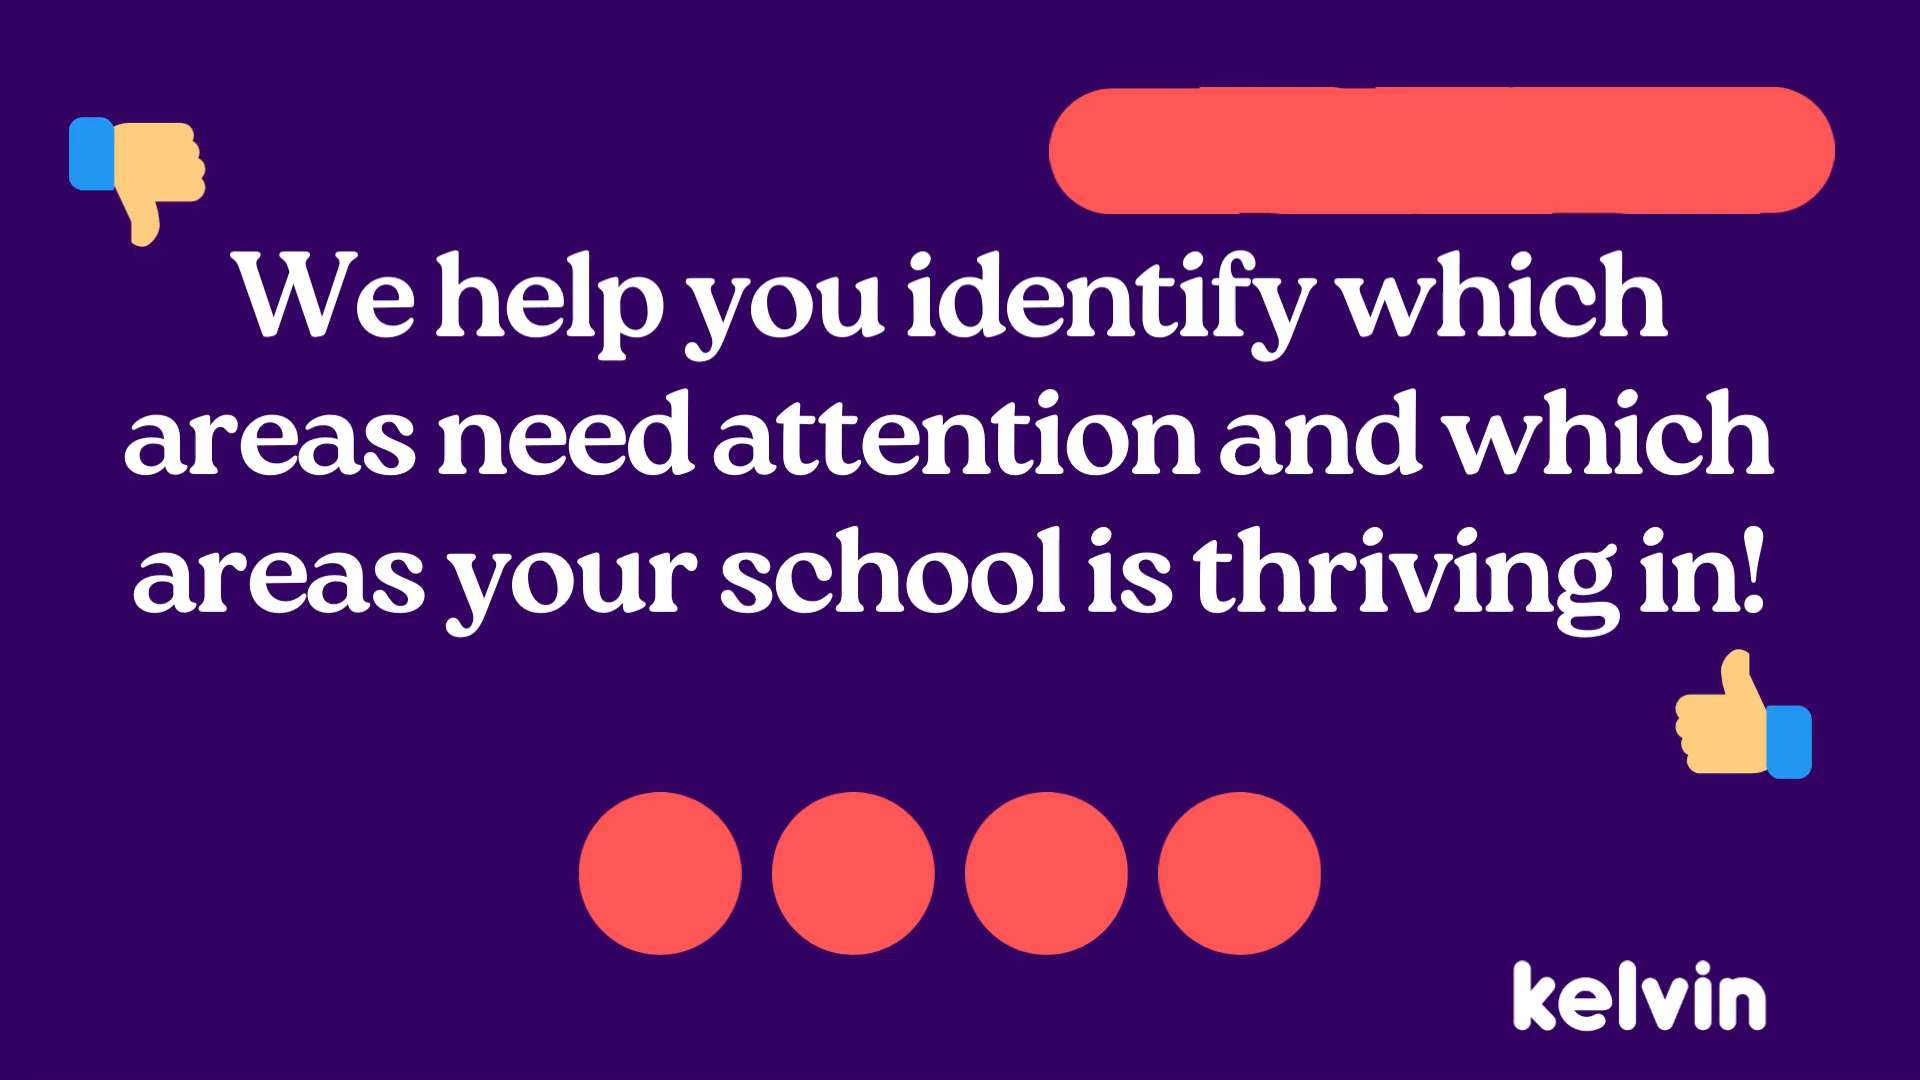 We help you identify which
areas need attention and which
areas your school is thriving in!
kelvin